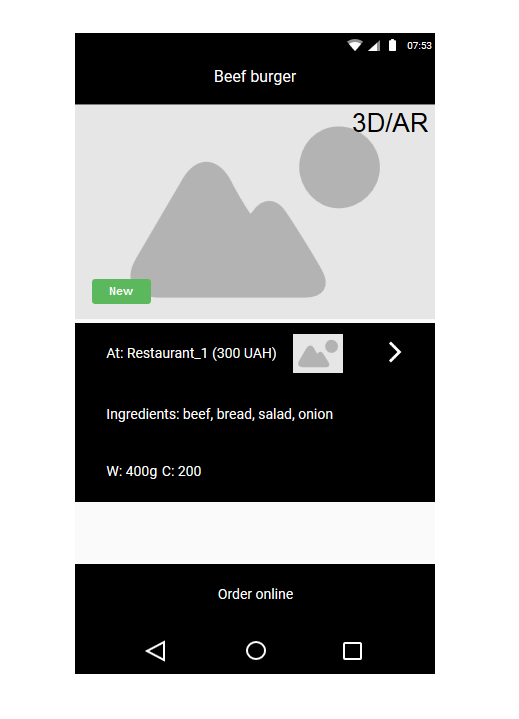 07:53
Beef burger
3D/AR
New
At: Restaurant_1 (300 UAH)
Ingredients: beef, bread, salad, onion
W: 400g C: 200
Order online